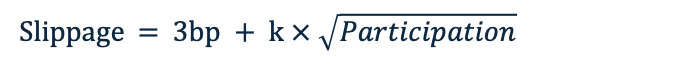 Slippage = 3bp + k × √Participation